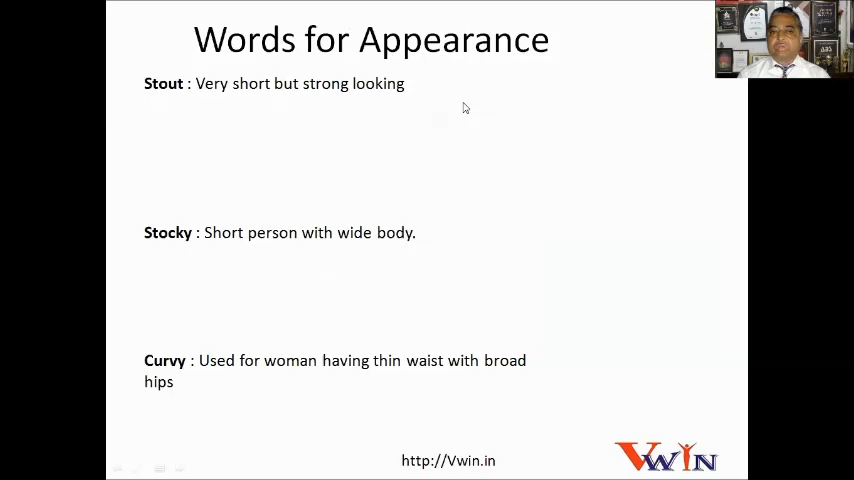 Words for Appearance
Stout : Very short but strong looking
Stocky : Short person with wide body.
Curvy : Used for woman having thin waist with broad
hips
http://Vwin.in
VWIN